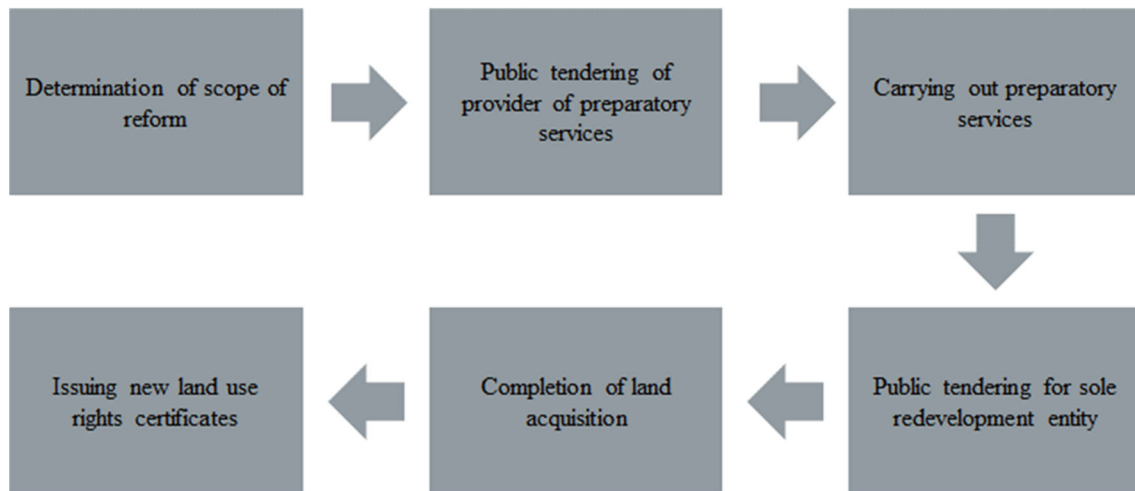 Determination of scope of
reform
Public tendering of
provider of preparatory
services
Carrying out preparatory
services
Public tendering for sole
redevelopment entity
Completion of land
acquisition
Issuing new land use
rights certificates